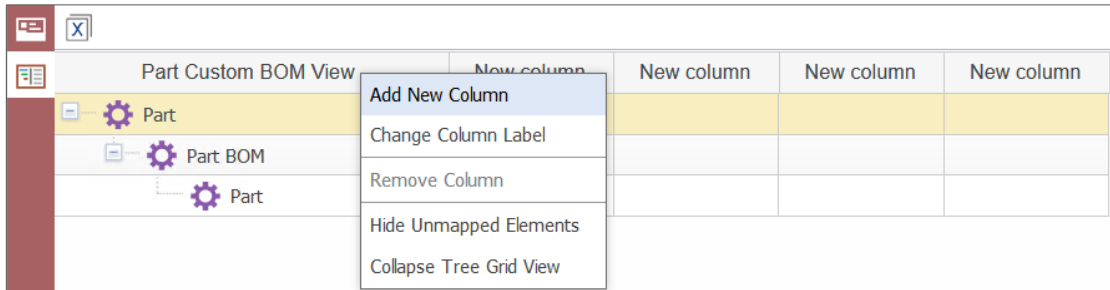 Part Custom BOM View New column New column New column New column
Add New Column
Part
Change Column Label
Part BOM
Remove Column
Part
Hide Unmapped Elements
Collapse Tree Grid View